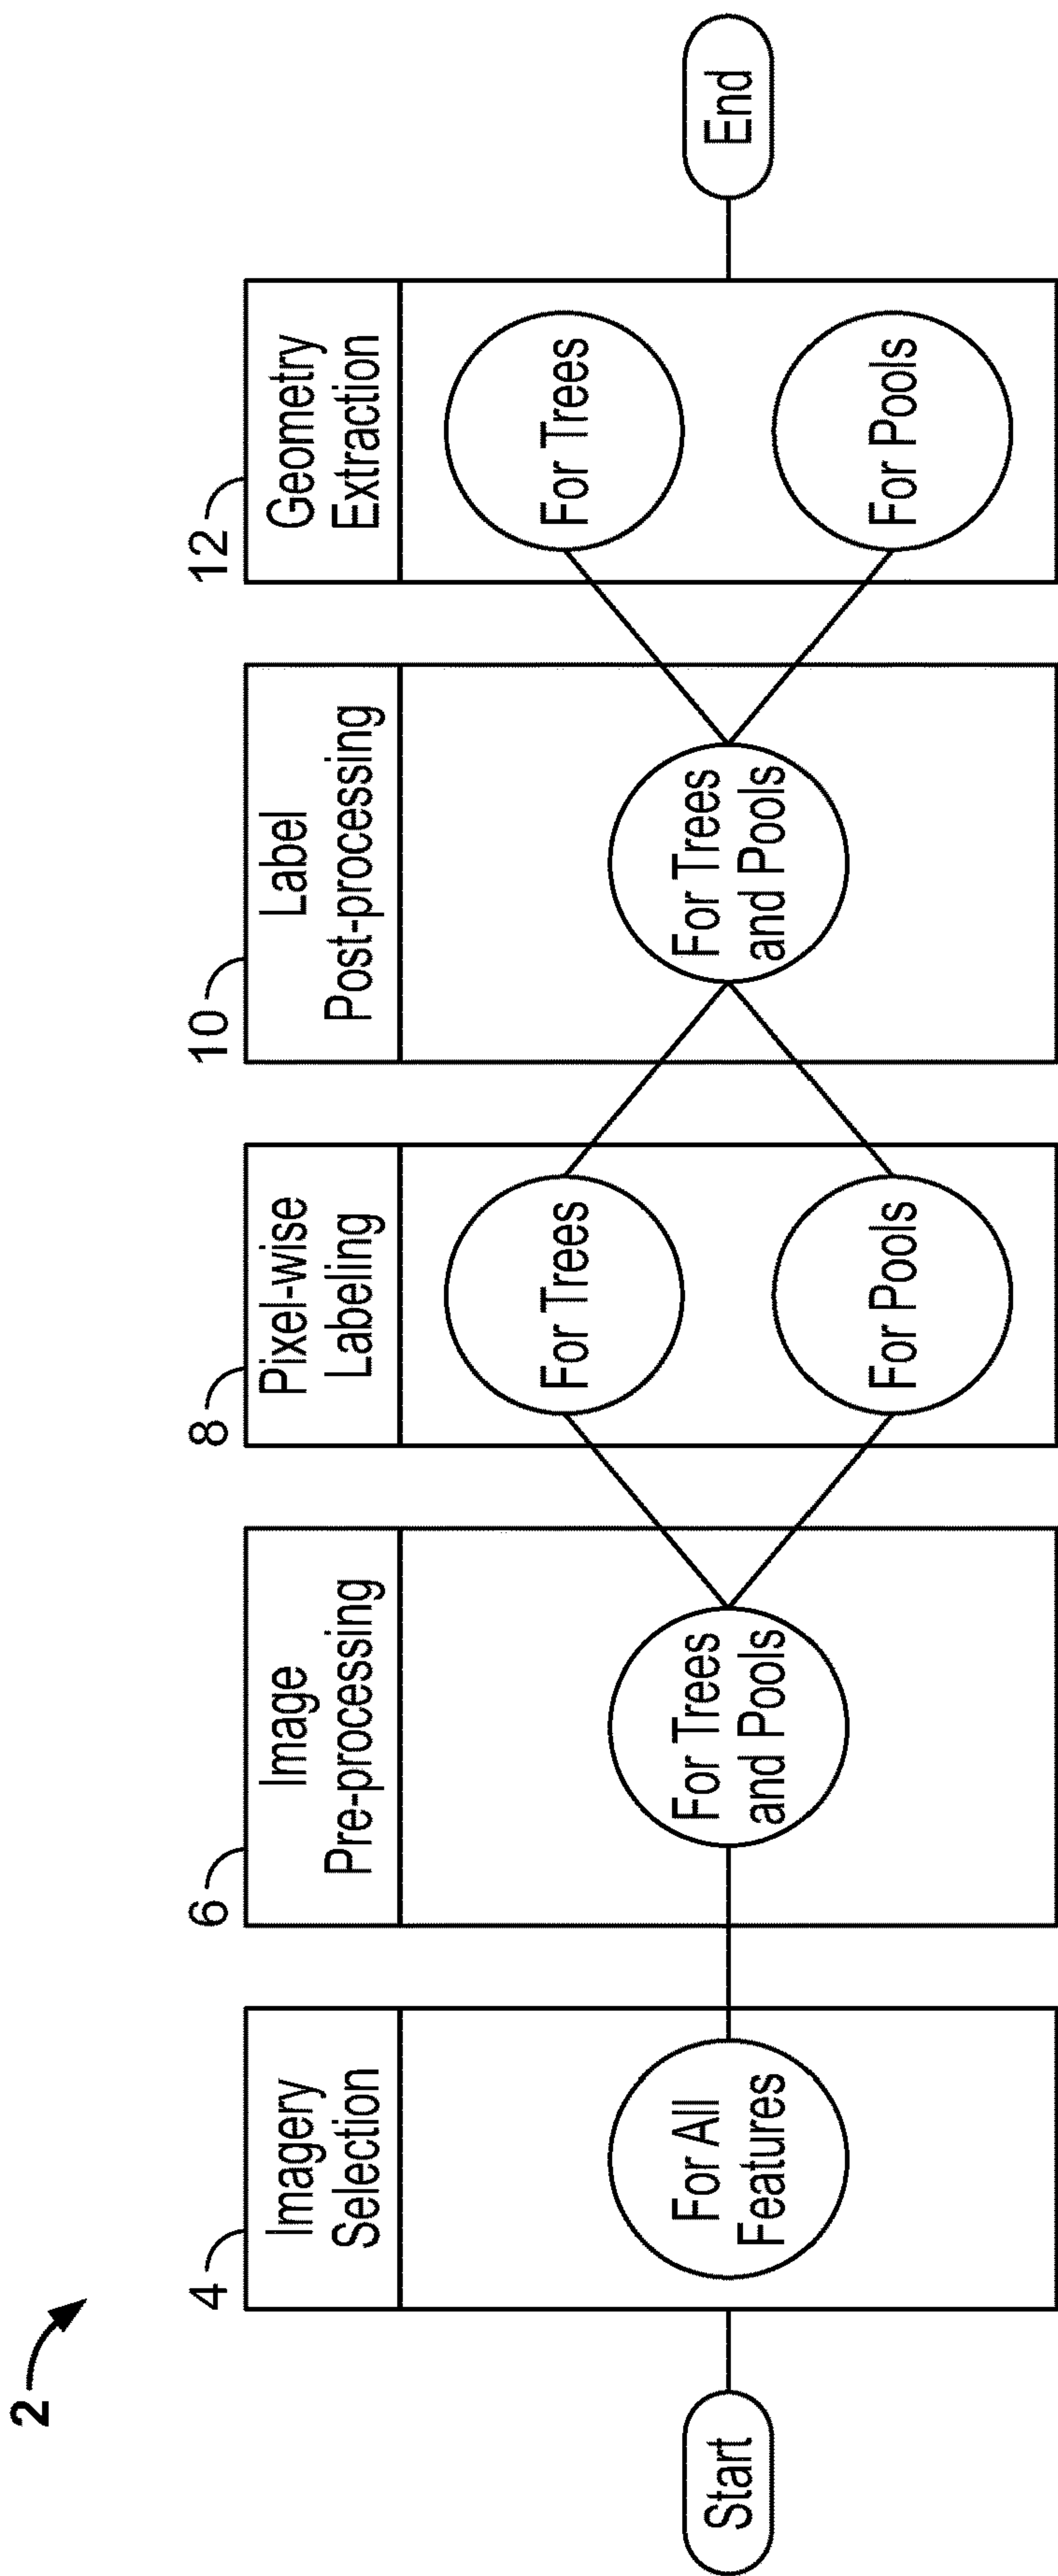 2
Start
4
Imagery
Selection
For All
Features
6
Image
Pre-processing
For Trees
and Pools
8
Pixel-wise
Labeling
For Trees
For Pools
10
Label
Post-processing
For Trees
and Pools
12
Geometry
Extraction
For Trees
For Pools
End